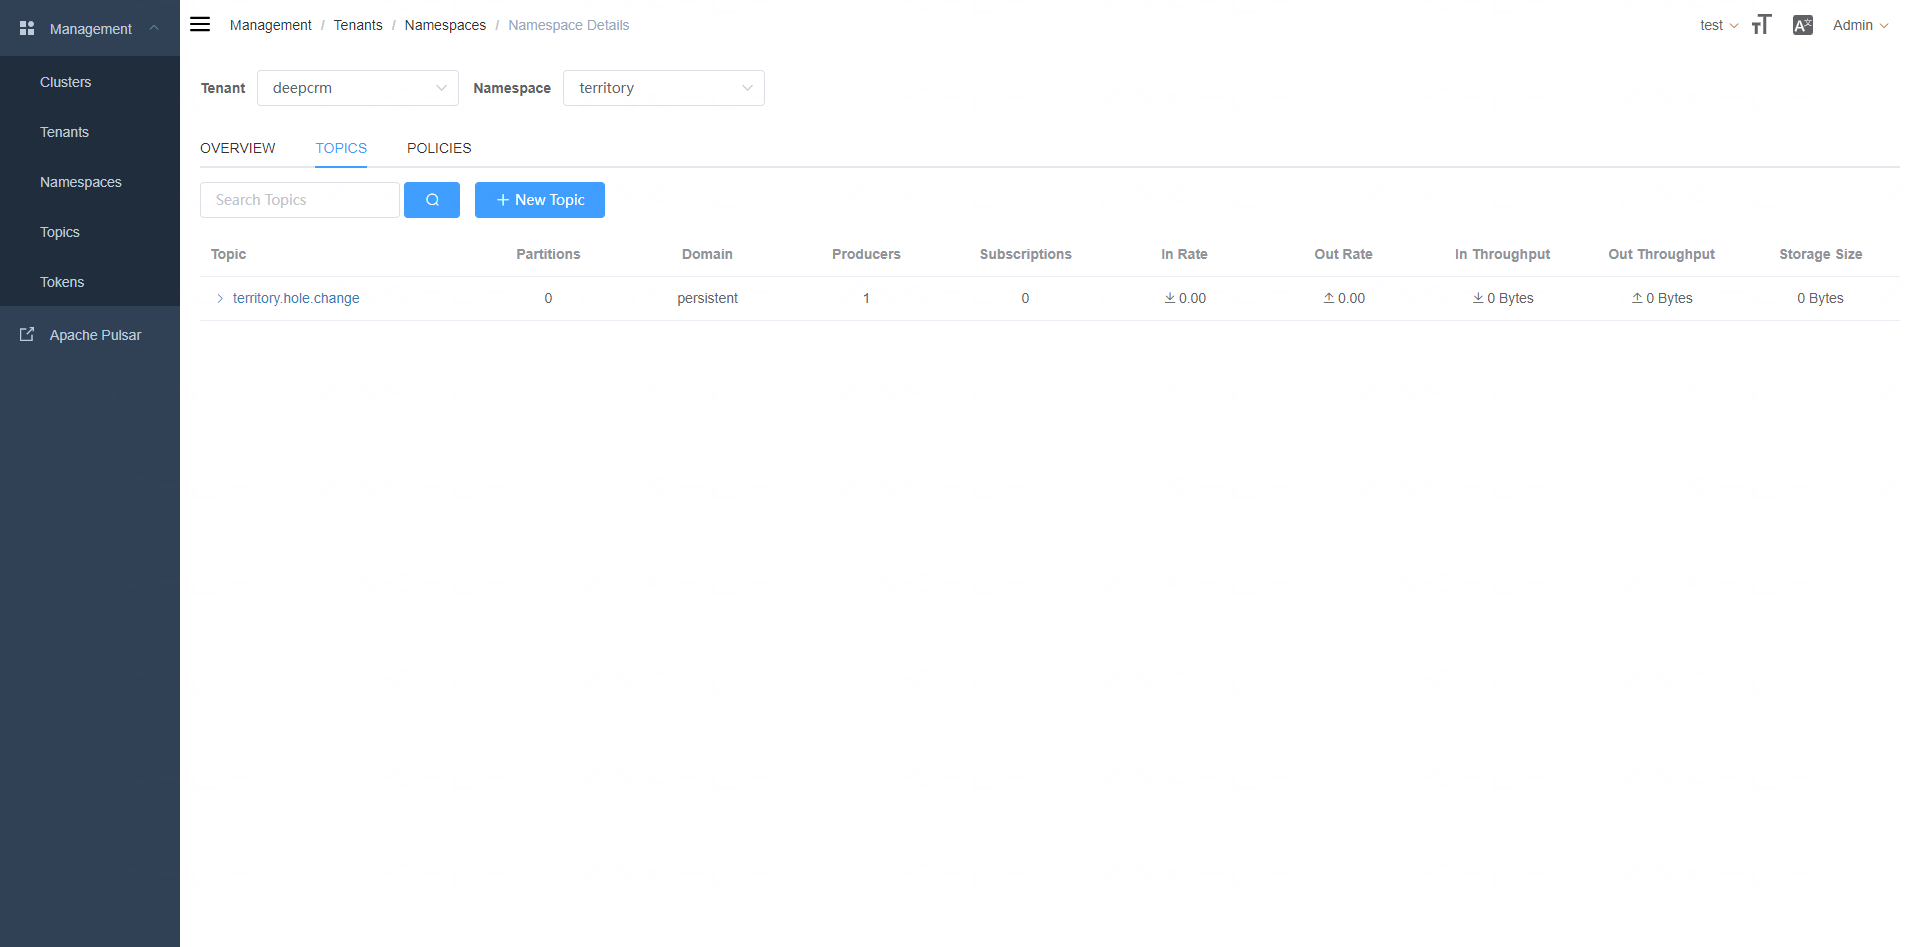 Management
Clusters
Tenants
Namespaces
Topics
Tokens
Apache Pulsar
Management / Tenants / Namespaces / Namespace Details
test
Admin
Tenant deepcrm Namespace territory
OVERVIEW TOPICS POLICIES
Search Topics
New Topic
Topic Partitions Domain Producers Subscriptions In Rate Out Rate In Throughput Out Throughput Storage Size
territory.hole.change 0 persistent 1 0 0.00 0.00 0 Bytes 0 Bytes 0 Bytes